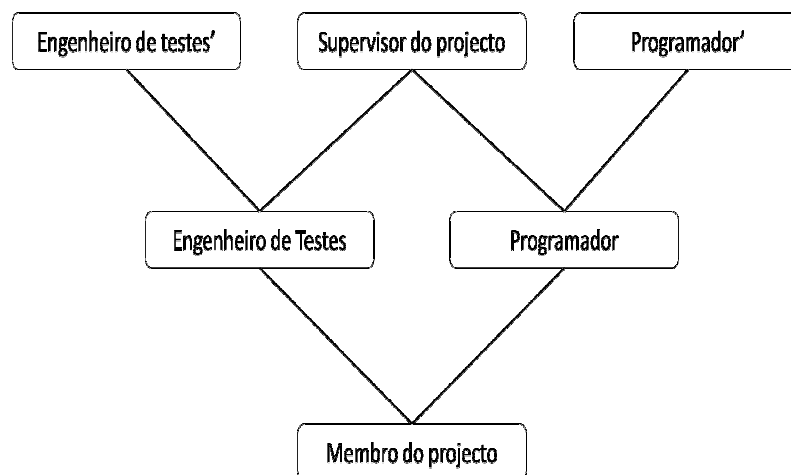 Engenheiro de testes'
Supervisor do projecto
Programador'
Engenheiro de Testes
Programador
Membro do projecto